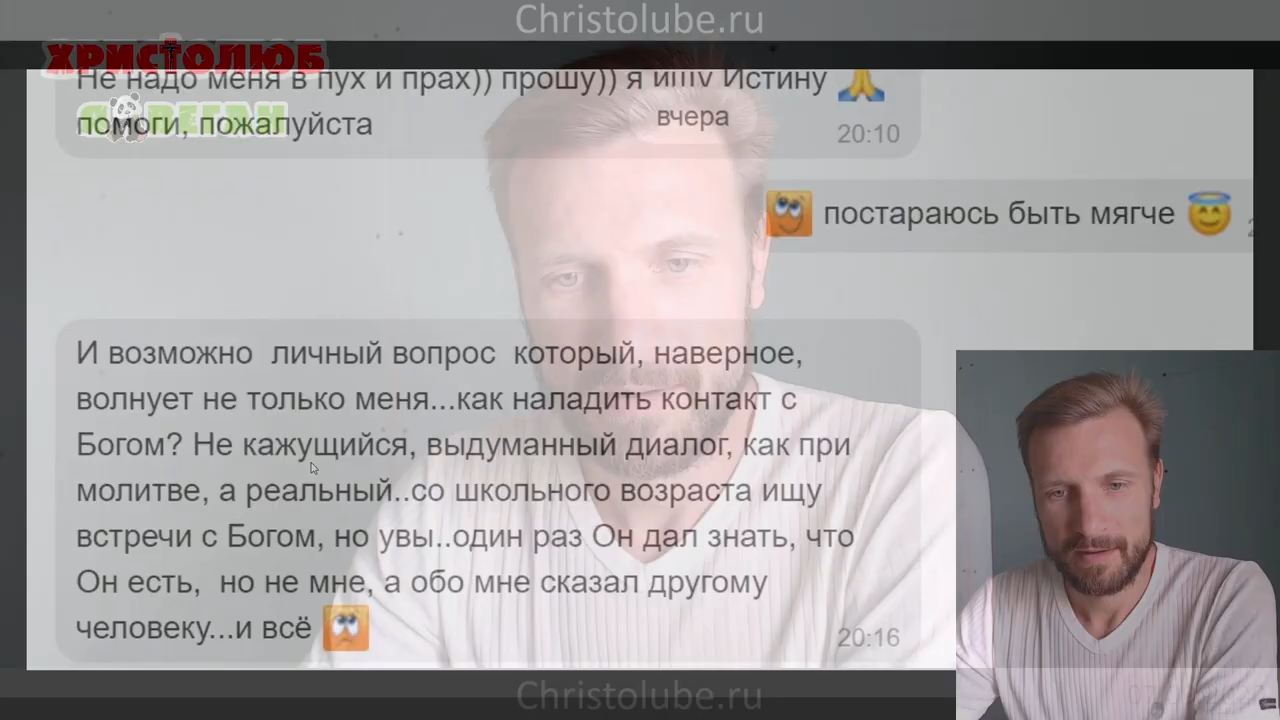 Christolube.ru
ХРИСТОЛЮБ
Не надо меня в пух и прах)) прошу)) я ищу Истину
ВЕГАН
помоги, пожалуйста
вчера
20:10
постараюсь быть мягче
И возможно личный вопрос который, наверное,
волнует не только меня...как наладить контакт с
Богом? Не кажущийся, выдуманный диалог, как при
молитве, а реальный..со школьного возраста ищу
встречи с Богом, но увы..один раз Он дал знать, что
Он есть, но не мне, а обо мне сказал другому
человеку...и всё
20:16
Christolube.ru